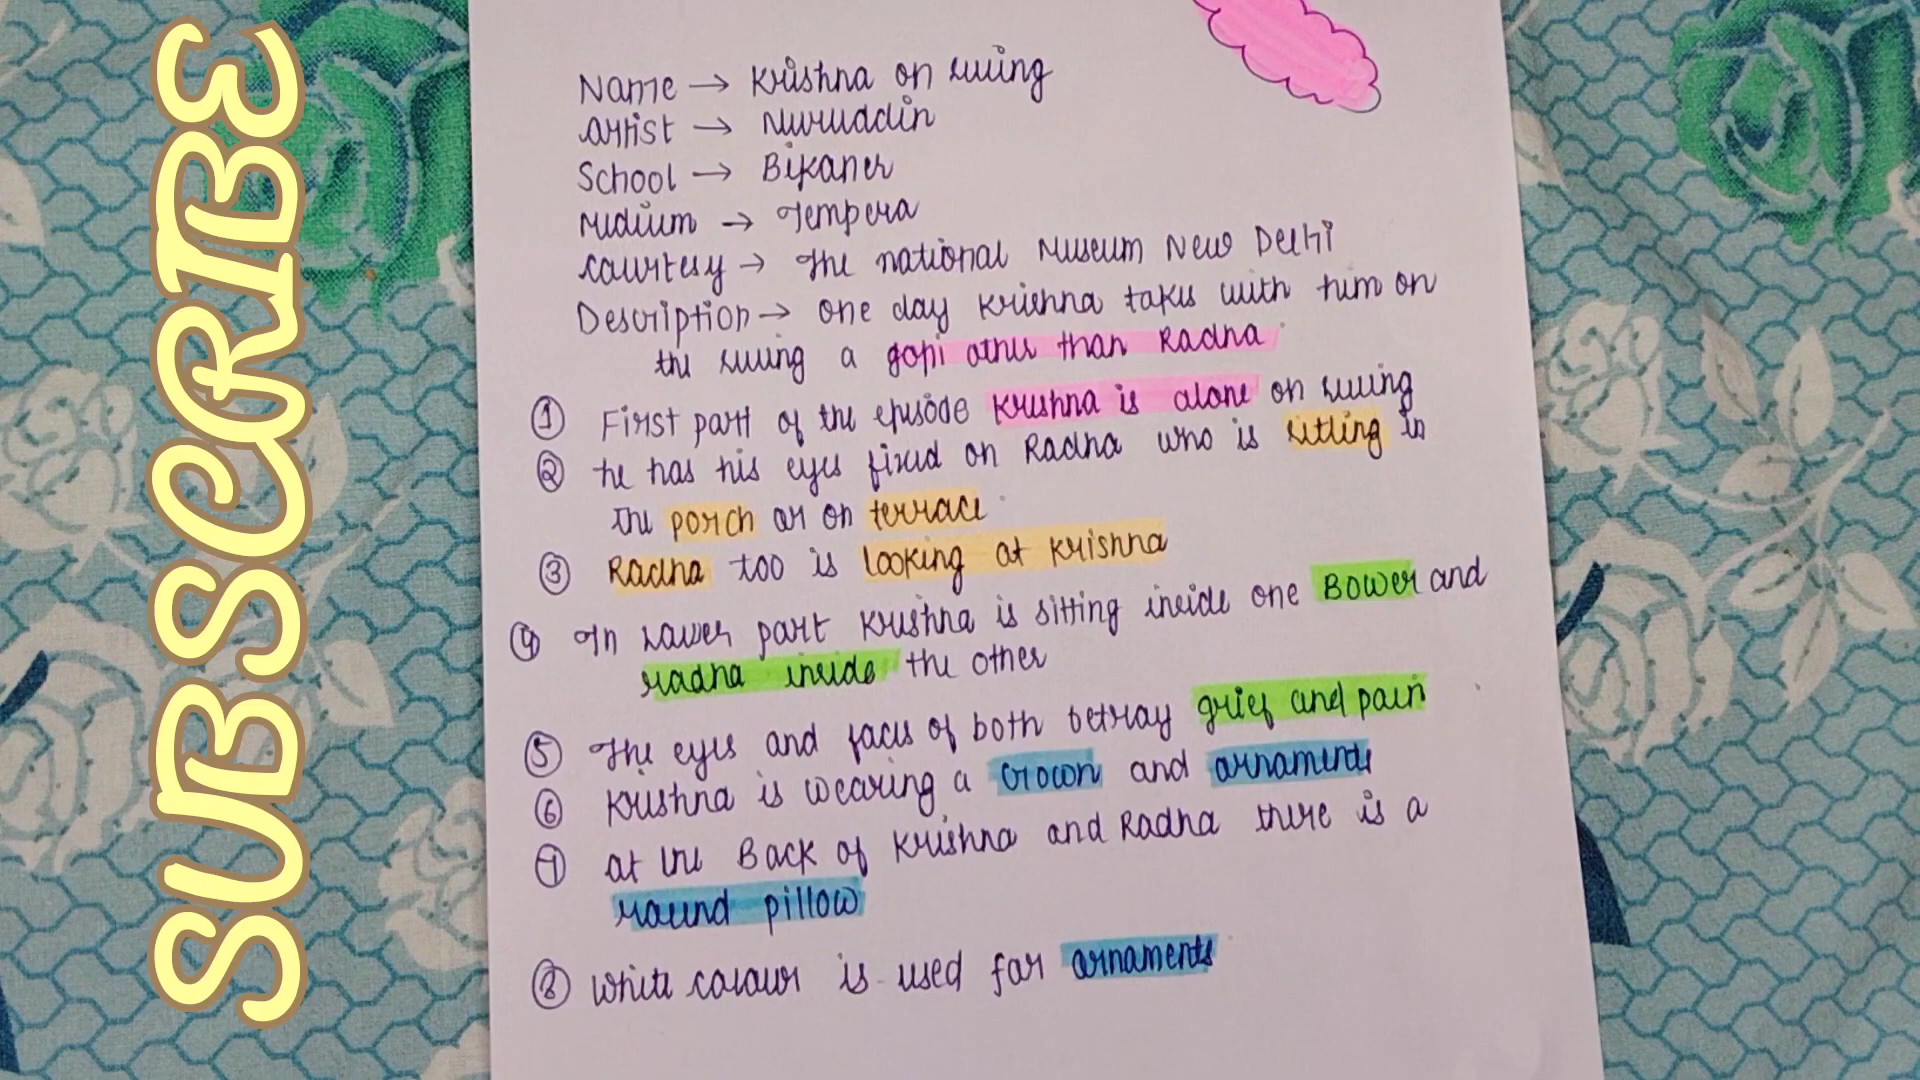 SUBSCRIBE
Name → Krishna on swing
Artist → Nuruddin
School → Bikaner
Medium → Tempera
Courtesy → The national Museum New Delhi
Description → one day Krishna takes with him on
the swing a gopi other than Radha
① First part of the episode Krishna is alone on swing
② he has his eyes fixed on Radha who is sitting in
the porch or on terrace
③ Radha too is looking at Krishna
④ In Lower part Krishna is sitting inside one Bower and
radha inside the other
⑤ The eyes and faces of both betray grief and pain
⑥ Krishna is wearing a crown and ornaments
⑦ at the Back of Krishna and Radha there is a
round pillow
⑧ White colour is used for ornaments